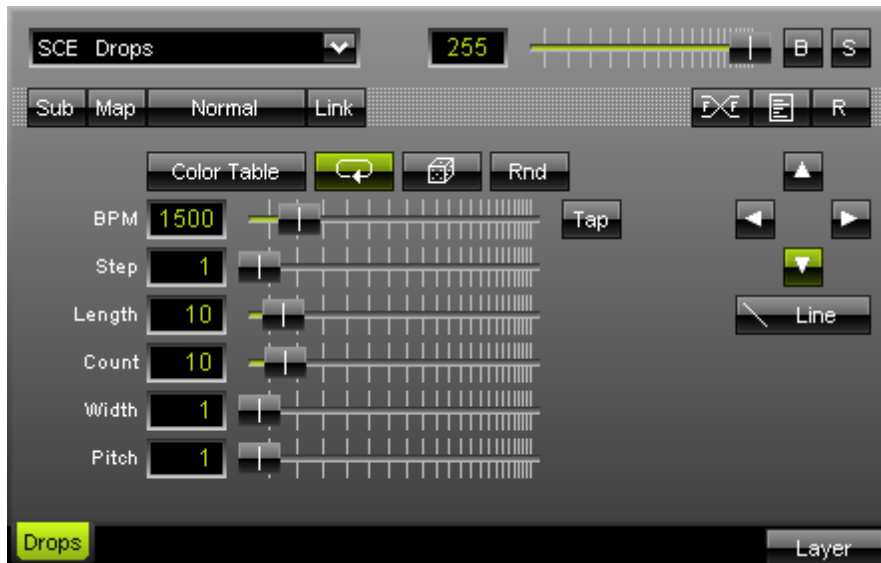 SCE Drops 255 B S
Sub Map Normal Link R
Color Table Rnd
BPM 1500 Tap
Step 1
Length 10 Line
Count 10
Width 1
Pitch 1
Drops Layer